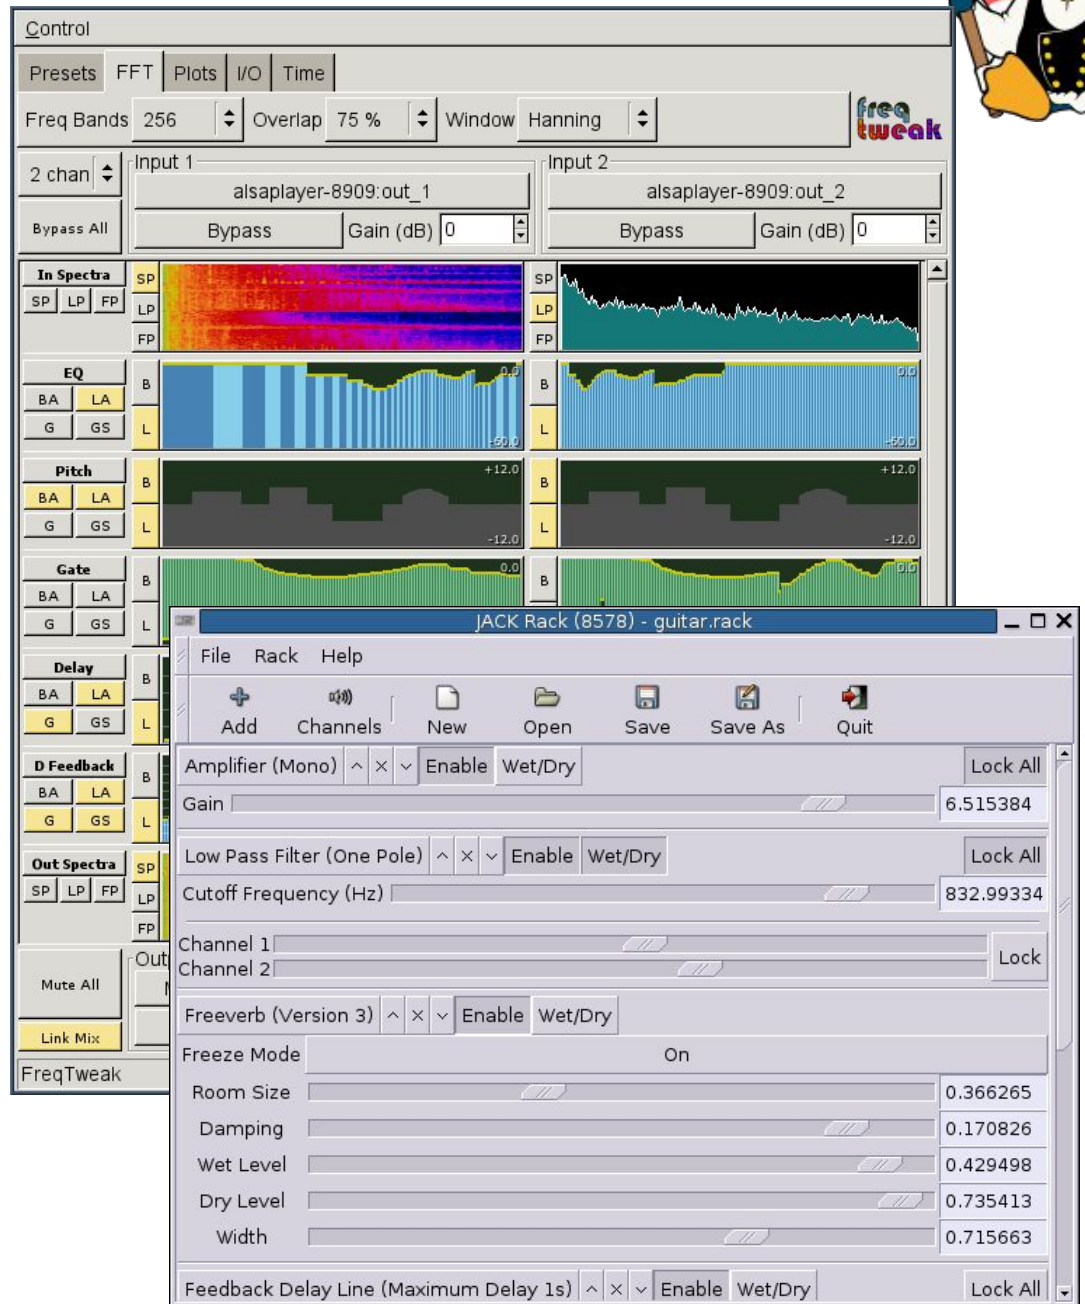 Control
Presets FFT Plots I/O Time
Freq Bands 256 Overlap 75 % Window Hanning
freq tweak
2 chan
Input 1
Input 2
alsaplayer-8909:out_1
alsaplayer-8909:out_2
Bypass All
Bypass Gain (dB) 0
Bypass Gain (dB) 0
In Spectra
SP LP FP
SP
LP
FP
SP
LP
FP
EQ
BA LA
G GS
B
L
0.0
-60.0
B
L
0.0
-60.0
Pitch
BA LA
G GS
B
L
+12.0
-12.0
B
L
+12.0
-12.0
Gate
BA LA
G GS
B
L
0.0
B
0.0
Delay
BA LA
G GS
B
L
D Feedback
BA LA
G GS
B
L
Out Spectra
SP LP FP
SP
LP
FP
Mute All
Link Mix
FreqTweak
JACK Rack (8578) - guitar.rack
File Rack Help
Add Channels New Open Save Save As Quit
Amplifier (Mono) Enable Wet/Dry Lock All
Gain 6.515384
Low Pass Filter (One Pole) Enable Wet/Dry Lock All
Cutoff Frequency (Hz) 832.99334
Channel 1
Channel 2
Lock
Freeverb (Version 3) Enable Wet/Dry
Freeze Mode On
Room Size 0.366265
Damping 0.170826
Wet Level 0.429498
Dry Level 0.735413
Width 0.715663
Feedback Delay Line (Maximum Delay 1s) Enable Wet/Dry Lock All